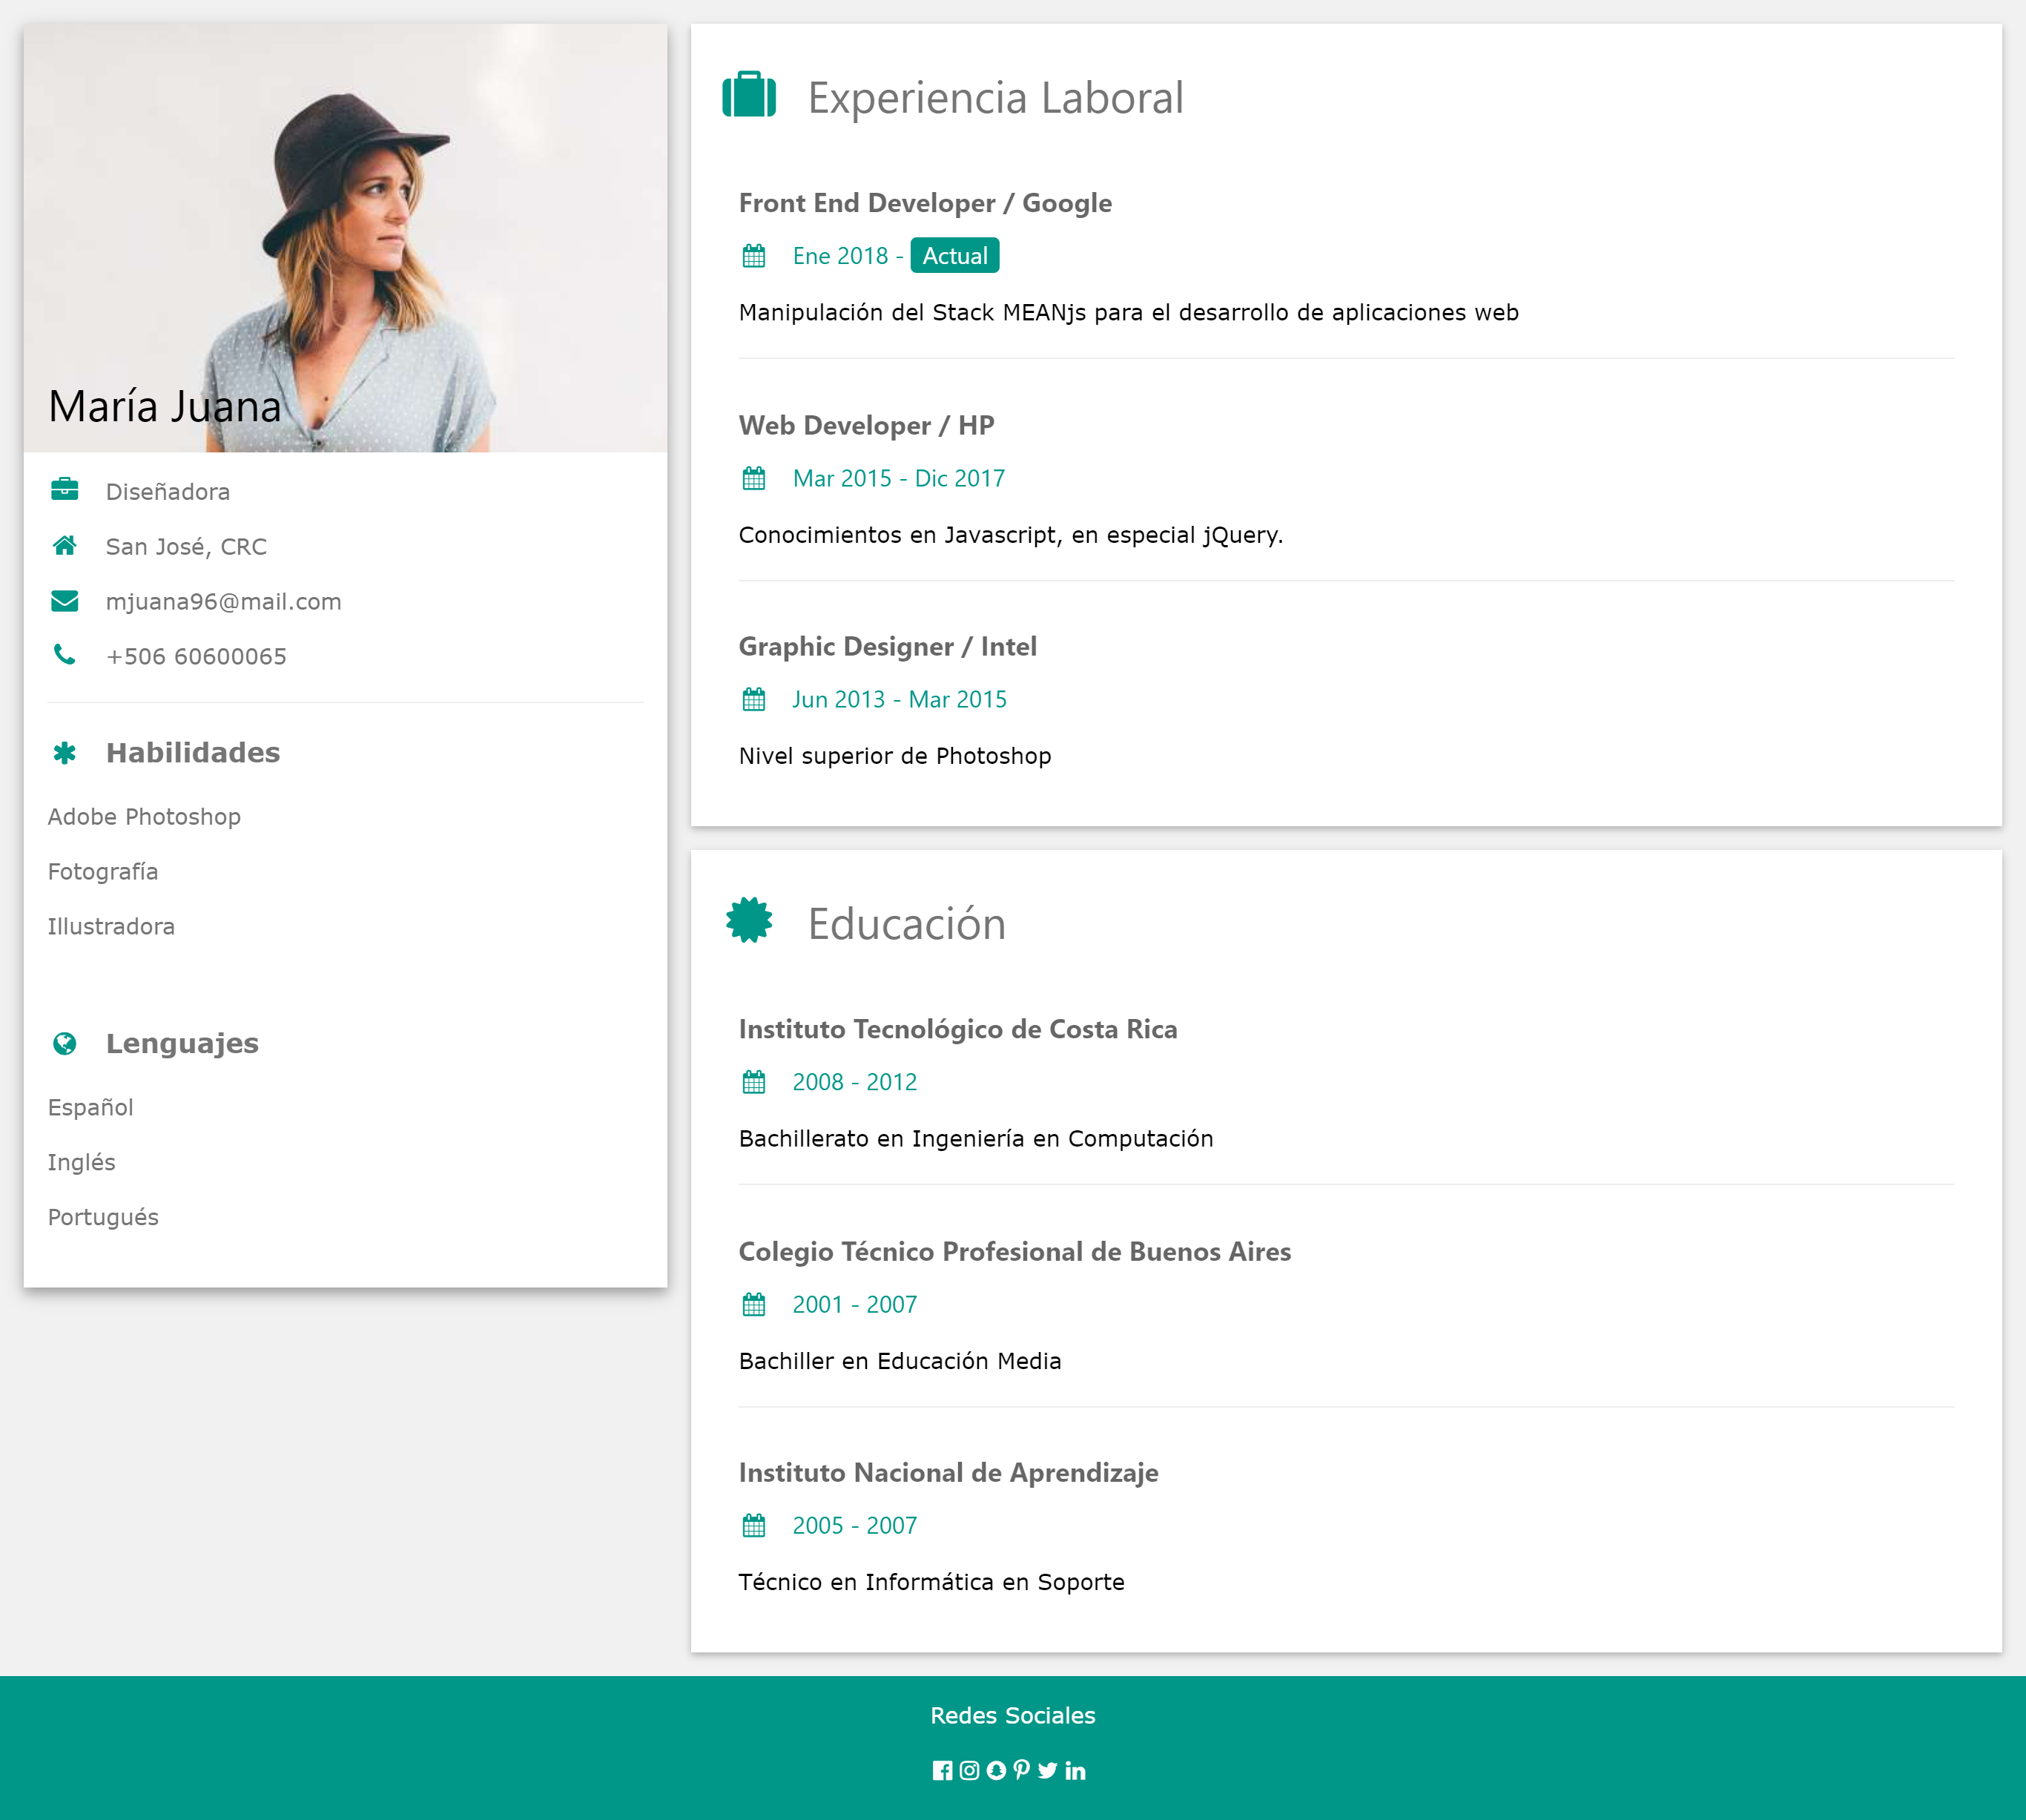 María Juana
Diseñadora
San José, CRC
mjuana96@mail.com
+506 60600065
Habilidades
Adobe Photoshop
Fotografía
Illustradora
Lenguajes
Español
Inglés
Portugués
Experiencia Laboral
Front End Developer / Google
Ene 2018 - Actual
Manipulación del Stack MEANjs para el desarrollo de aplicaciones web
Web Developer / HP
Mar 2015 - Dic 2017
Conocimientos en Javascript, en especial jQuery.
Graphic Designer / Intel
Jun 2013 - Mar 2015
Nivel superior de Photoshop
Educación
Instituto Tecnológico de Costa Rica
2008 - 2012
Bachillerato en Ingeniería en Computación
Colegio Técnico Profesional de Buenos Aires
2001 - 2007
Bachiller en Educación Media
Instituto Nacional de Aprendizaje
2005 - 2007
Técnico en Informática en Soporte
Redes Sociales